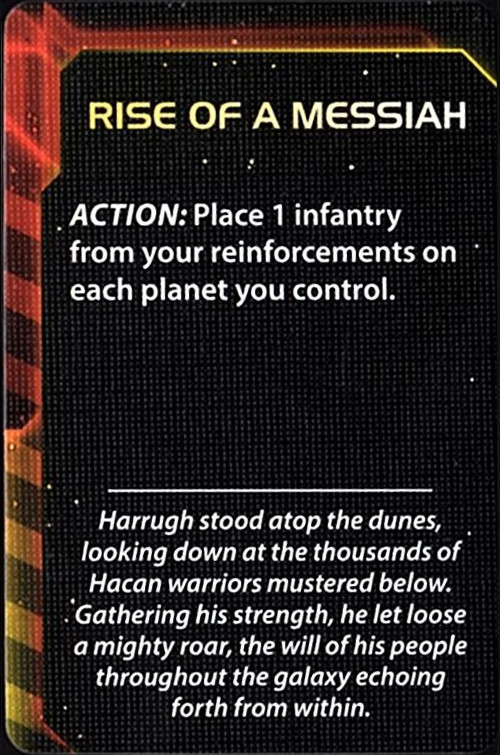 RISE OF A MESSIAH
ACTION: Place 1 infantry
from your reinforcements on
each planet you control.
Harrugh stood atop the dunes,
looking down at the thousands of
Hacan warriors mustered below.
Gathering his strength, he let loose
a mighty roar, the will of his people
throughout the galaxy echoing
forth from within.